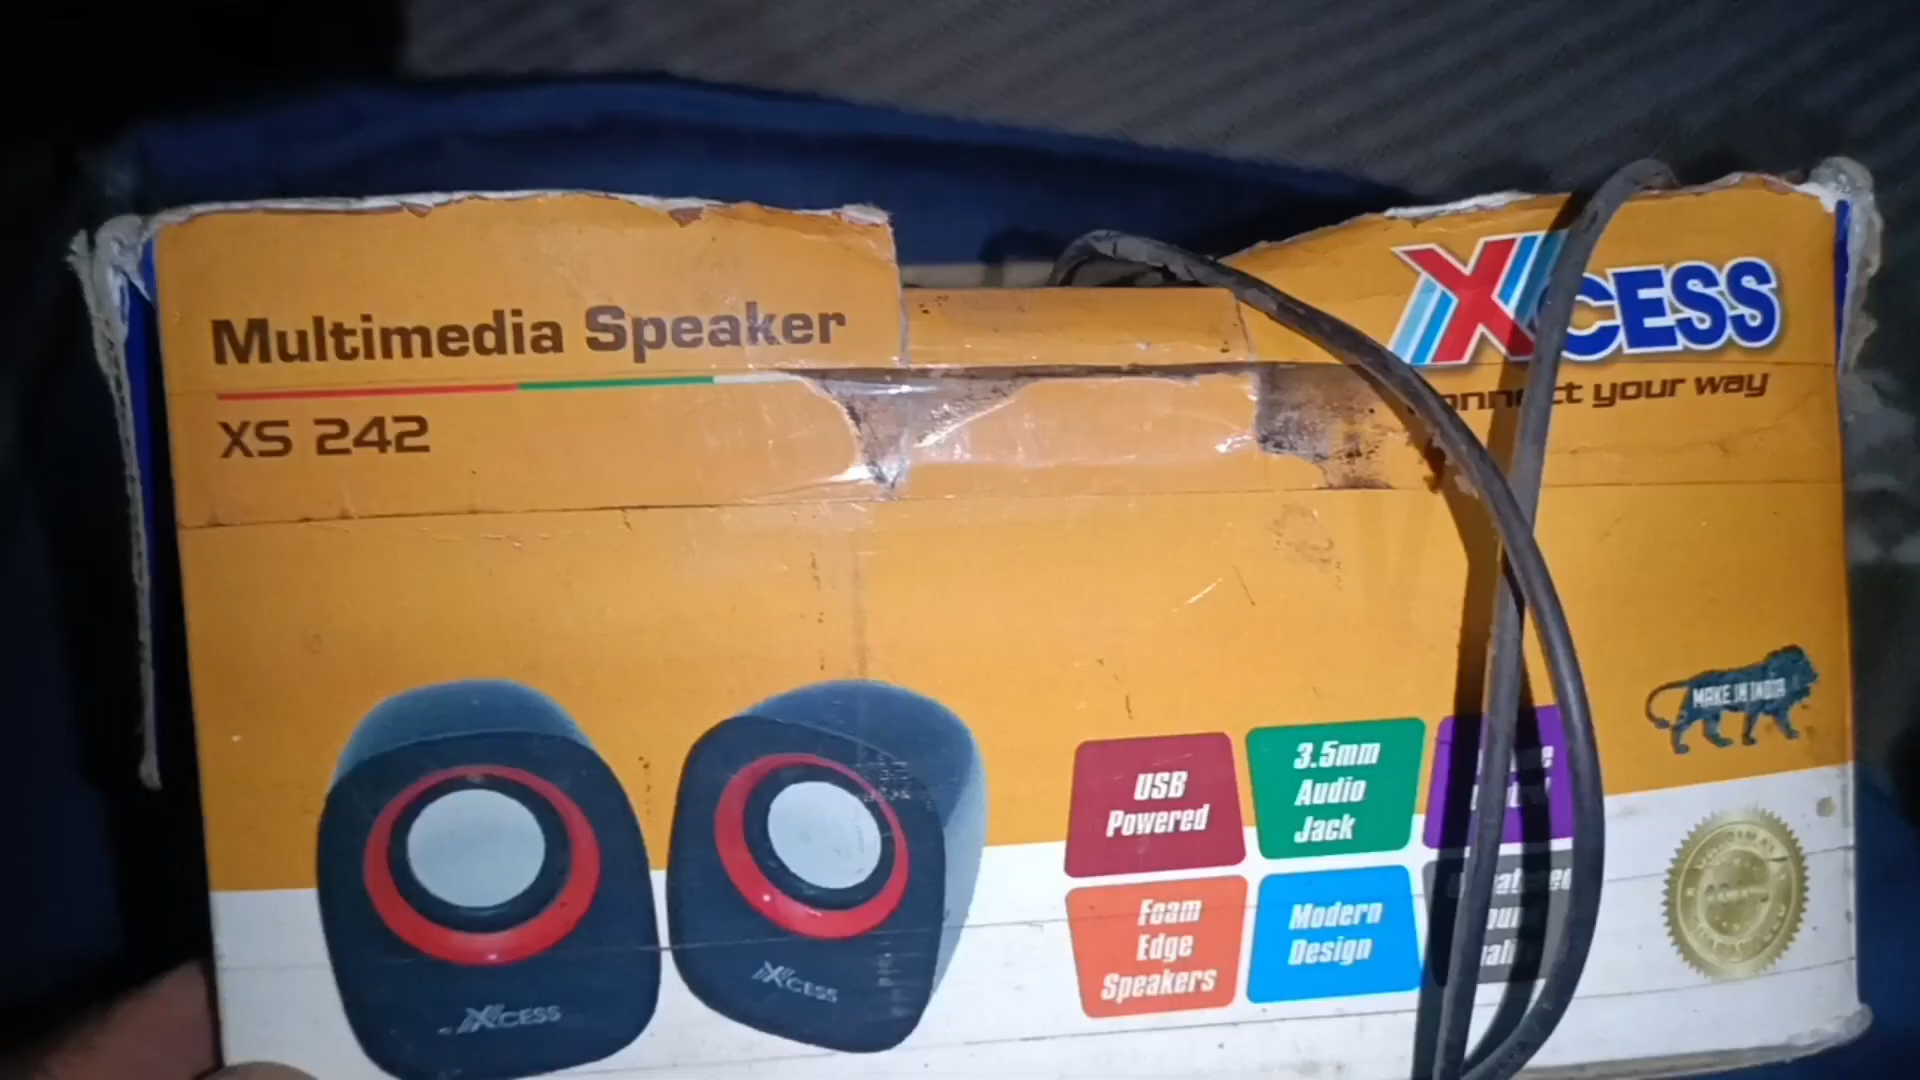 Multimedia Speaker
XS 242
XCESS
Connect your way
MAKE IN INDIA
USB
Powered
3.5mm
Audio
Jack
Foam
Edge
Speakers
Modern
Design
XCESS
XCESS